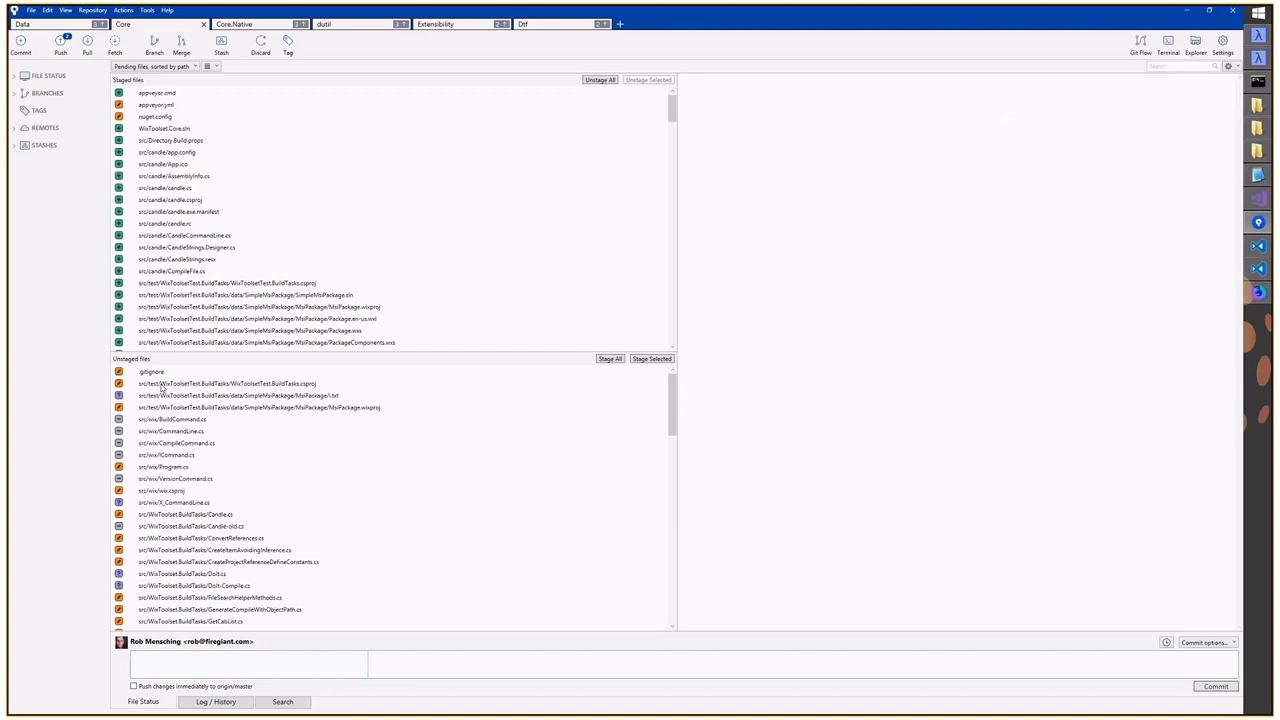 File Edit View Repository Actions Tools Help
Data 3 Core Core.Native 3 dutil 3 Extensibility 2 Dtf 2
Commit Push 2 Pull Fetch Branch Merge Stash Discard Tag Git Flow Terminal Explorer Settings
Pending files, sorted by path Search
FILE STATUS
BRANCHES
TAGS
REMOTES
STASHES
Staged files Unstage All Unstage Selected
appveyor.cmd
appveyor.yml
nuget.config
WixToolset.Core.sln
src/Directory.Build.props
src/candle/app.config
src/candle/App.ico
src/candle/AssemblyInfo.cs
src/candle/candle.cs
src/candle/candle.csproj
src/candle/candle.exe.manifest
src/candle/candle.rc
src/candle/CandleCommandLine.cs
src/candle/CandleStrings.Designer.cs
src/candle/CandleStrings.resx
src/candle/CompileFile.cs
src/test/WixToolsetTest.BuildTasks/WixToolsetTest.BuildTasks.csproj
src/test/WixToolsetTest.BuildTasks/data/SimpleMsiPackage/SimpleMsiPackage.sln
src/test/WixToolsetTest.BuildTasks/data/SimpleMsiPackage/MsiPackage/MsiPackage.wixproj
src/test/WixToolsetTest.BuildTasks/data/SimpleMsiPackage/MsiPackage/Package.en-us.wxl
src/test/WixToolsetTest.BuildTasks/data/SimpleMsiPackage/MsiPackage/Package.wxs
src/test/WixToolsetTest.BuildTasks/data/SimpleMsiPackage/MsiPackage/PackageComponents.wxs
Unstaged files Stage All Stage Selected
.gitignore
src/test/WixToolsetTest.BuildTasks/WixToolsetTest.BuildTasks.csproj
src/test/WixToolsetTest.BuildTasks/data/SimpleMsiPackage/MsiPackage/i.txt
src/test/WixToolsetTest.BuildTasks/data/SimpleMsiPackage/MsiPackage/MsiPackage.wixproj
src/wix/BuildCommand.cs
src/wix/CommandLine.cs
src/wix/CompileCommand.cs
src/wix/ICommand.cs
src/wix/Program.cs
src/wix/VersionCommand.cs
src/wix/wix.csproj
src/wix/X_CommandLine.cs
src/WixToolset.BuildTasks/Candle.cs
src/WixToolset.BuildTasks/Candle-old.cs
src/WixToolset.BuildTasks/ConvertReferences.cs
src/WixToolset.BuildTasks/CreateItemAvoidingInference.cs
src/WixToolset.BuildTasks/CreateProjectReferenceDefineConstants.cs
src/WixToolset.BuildTasks/DoIt.cs
src/WixToolset.BuildTasks/DoIt-Compile.cs
src/WixToolset.BuildTasks/FileSearchHelperMethods.cs
src/WixToolset.BuildTasks/GenerateCompileWithObjectPath.cs
src/WixToolset.BuildTasks/GetCabList.cs
Rob Mensching <rob@firegiant.com> Commit options...
Push changes immediately to origin/master Commit
File Status Log / History Search